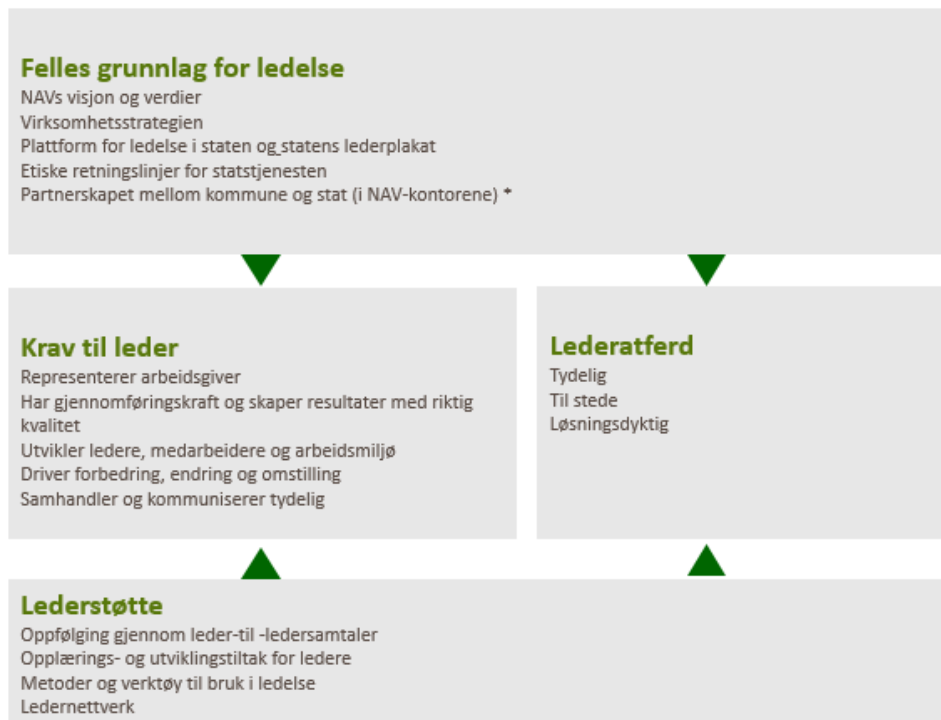 Felles grunnlag for ledelse
NAVs visjon og verdier
Virksomhetsstrategien
Plattform for ledelse i staten og statens lederplakat
Etiske retningslinjer for statstjenesten
Partnerskapet mellom kommune og stat (i NAV-kontorene) *
Krav til leder
Representerer arbeidsgiver
Har gjennomføringskraft og skaper resultater med riktig
kvalitet
Utvikler ledere, medarbeidere og arbeidsmiljø
Driver forbedring, endring og omstilling
Samhandler og kommuniserer tydelig
Lederatferd
Tydelig
Til stede
Løsningsdyktig
Lederstøtte
Oppfølging gjennom leder-til -ledersamtaler
Opplærings- og utviklingstiltak for ledere
Metoder og verktøy til bruk i ledelse
Ledernettverk